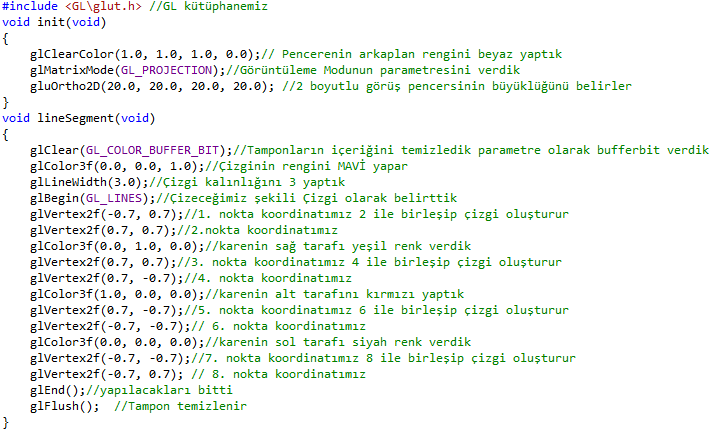 #include <GL\glut.h> //GL kütüphanemiz
void init(void)
{
glClearColor(1.0, 1.0, 1.0, 0.0);// Pencerenin arkaplan rengini beyaz yaptık
glMatrixMode(GL_PROJECTION);//Görüntüleme Modunun parametresini verdik
gluOrtho2D(20.0, 20.0, 20.0, 20.0); //2 boyutlu görüş pencersinin büyüklüğünü belirler
}
void lineSegment(void)
{
glClear(GL_COLOR_BUFFER_BIT);//Tamponların içeriğini temizledik parametre olarak bufferbit verdik
glColor3f(0.0, 0.0, 1.0);//Çizginin rengini MAVİ yapar
glLineWidth(3.0);//Çizgi kalınlığını 3 yaptık
glBegin(GL_LINES);//Çizeceğimiz şekili Çizgi olarak belirttik
glVertex2f(-0.7, 0.7);//1. nokta koordinatımız 2 ile birleşip çizgi oluşturur
glVertex2f(0.7, 0.7);//2.nokta koordinatımız
glColor3f(0.0, 1.0, 0.0);//karenin sağ tarafı yeşil renk verdik
glVertex2f(0.7, 0.7);//3. nokta koordinatımız 4 ile birleşip çizgi oluşturur
glVertex2f(0.7, -0.7);//4. nokta koordinatımız
glColor3f(1.0, 0.0, 0.0);//karenin alt tarafını kırmızı yaptık
glVertex2f(0.7, -0.7);//5. nokta koordinatımız 6 ile birleşip çizgi oluşturur
glVertex2f(-0.7, -0.7);// 6. nokta koordinatımız
glColor3f(0.0, 0.0, 0.0);//karenin sol tarafı siyah renk verdik
glVertex2f(-0.7, -0.7);//7. nokta koordinatımız 8 ile birleşip çizgi oluşturur
glVertex2f(-0.7, 0.7); // 8. nokta koordinatımız
glEnd();//yapılacakları bitti
glFlush();  //Tampon temizlenir
}